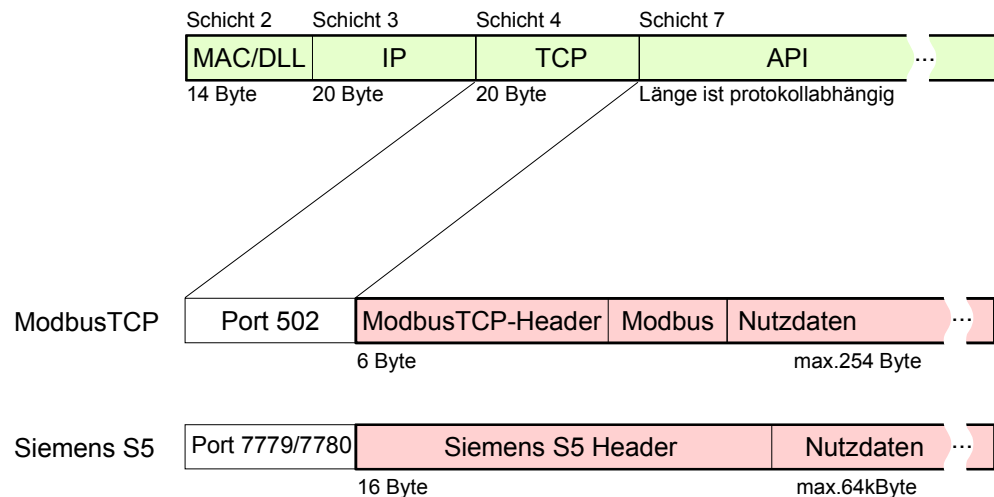 Schicht 2 Schicht 3 Schicht 4 Schicht 7
MAC/DLL IP TCP API ...
14 Byte 20 Byte 20 Byte Länge ist protokollabhängig
ModbusTCP Port 502 ModbusTCP-Header Modbus Nutzdaten ...
6 Byte max.254 Byte
Siemens S5 Port 7779/7780 Siemens S5 Header Nutzdaten ...
16 Byte max.64kByte